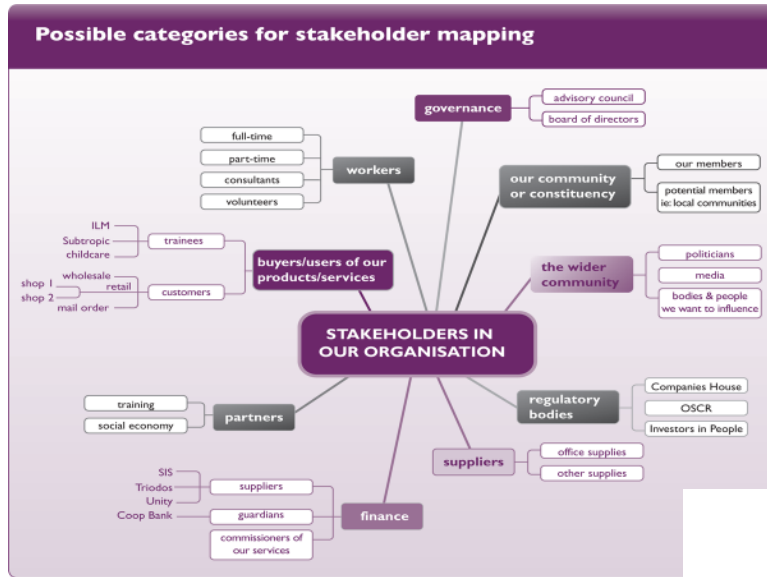 Possible categories for stakeholder mapping
governance
advisory council
board of directors
full-time
part-time
consultants
volunteers
workers
our community
or constituency
our members
potential members
ie: local communities
ILM
Subtropic
childcare
trainees
buyers/users of our
products/services
shop 1
shop 2
wholesale
retail
mail order
customers
the wider
community
politicians
media
bodies & people
we want to influence
STAKEHOLDERS IN
OUR ORGANISATION
training
social economy
partners
regulatory
bodies
Companies House
OSCR
Investors in People
suppliers
office supplies
other supplies
SIS
Triodos
Unity
Coop Bank
suppliers
guardians
commissioners of
our services
finance